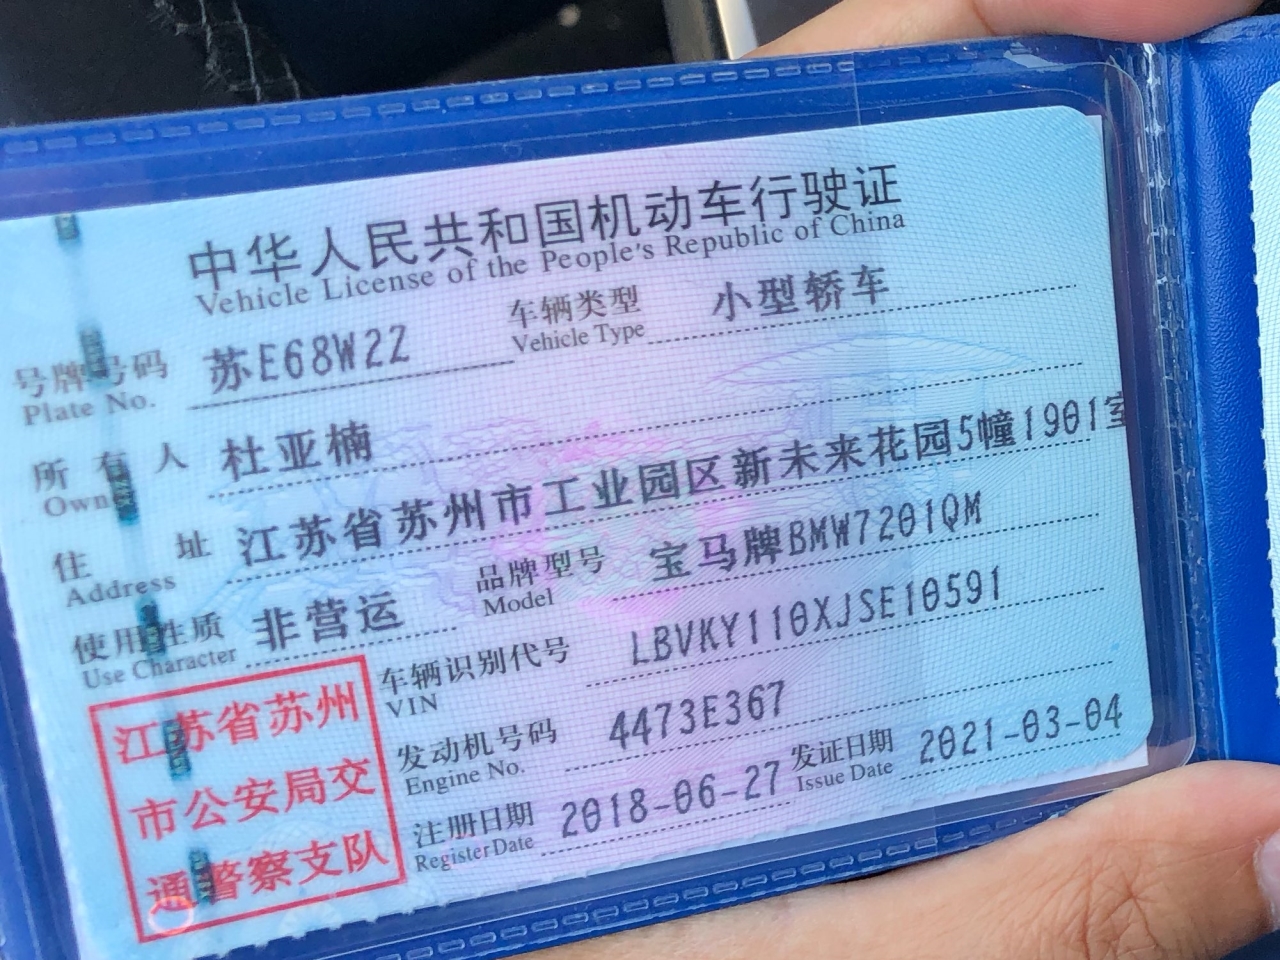 中华人民共和国机动车行驶证
Vehicle License of the People's Republic of China
号牌号码 苏E68W2Z 车辆类型 小型轿车
Plate No. Vehicle Type
所有人 杜亚楠
Owner
住址 江苏省苏州市工业园区新未来花园5幢1901室
Address
使用性质 非营运 品牌型号 宝马牌BMW7201QM
Use Character Model
车辆识别代号 LBVKY110XJSE10591
VIN
发动机号码 4473E367
Engine No.
注册日期 2018-06-27 发证日期 2021-03-04
Register Date Issue Date
江苏省苏州
市公安局交
通警察支队